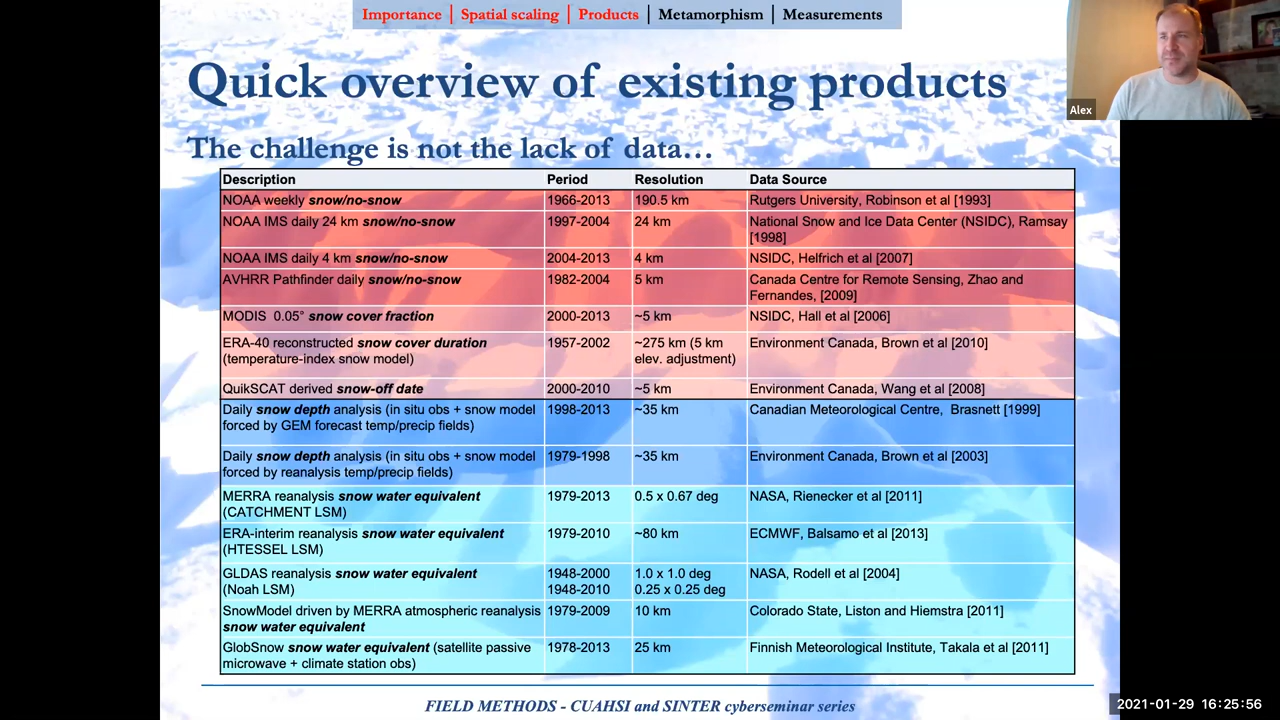 Importance | Spatial scaling | Products | Metamorphism | Measurements
Quick overview of existing products
Alex
The challenge is not the lack of data…
Description Period Resolution Data Source
NOAA weekly snow/no-snow 1966-2013 190.5 km Rutgers University, Robinson et al [1993]
NOAA IMS daily 24 km snow/no-snow 1997-2004 24 km National Snow and Ice Data Center (NSIDC), Ramsay
[1998]
NOAA IMS daily 4 km snow/no-snow 2004-2013 4 km NSIDC, Helfrich et al [2007]
AVHRR Pathfinder daily snow/no-snow 1982-2004 5 km Canada Centre for Remote Sensing, Zhao and
Fernandes, [2009]
MODIS 0.05° snow cover fraction 2000-2013 ~5 km NSIDC, Hall et al [2006]
ERA-40 reconstructed snow cover duration 1957-2002 ~275 km (5 km Environment Canada, Brown et al [2010]
(temperature-index snow model) elev. adjustment)
QuikSCAT derived snow-off date 2000-2010 ~5 km Environment Canada, Wang et al [2008]
Daily snow depth analysis (in situ obs + snow model 1998-2013 ~35 km Canadian Meteorological Centre, Brasnett [1999]
forced by GEM forecast temp/precip fields)
Daily snow depth analysis (in situ obs + snow model 1979-1998 ~35 km Environment Canada, Brown et al [2003]
forced by reanalysis temp/precip fields)
MERRA reanalysis snow water equivalent 1979-2013 0.5 x 0.67 deg NASA, Rienecker et al [2011]
(CATCHMENT LSM)
ERA-interim reanalysis snow water equivalent 1979-2010 ~80 km ECMWF, Balsamo et al [2013]
(HTESSEL LSM)
GLDAS reanalysis snow water equivalent 1948-2000 1.0 x 1.0 deg NASA, Rodell et al [2004]
(Noah LSM) 1948-2010 0.25 x 0.25 deg
SnowModel driven by MERRA atmospheric reanalysis 1979-2009 10 km Colorado State, Liston and Hiemstra [2011]
snow water equivalent
GlobSnow snow water equivalent (satellite passive 1978-2013 25 km Finnish Meteorological Institute, Takala et al [2011]
microwave + climate station obs)
FIELD METHODS - CUAHSI and SINTER cyberseminar series
2021-01-29 16:25:56